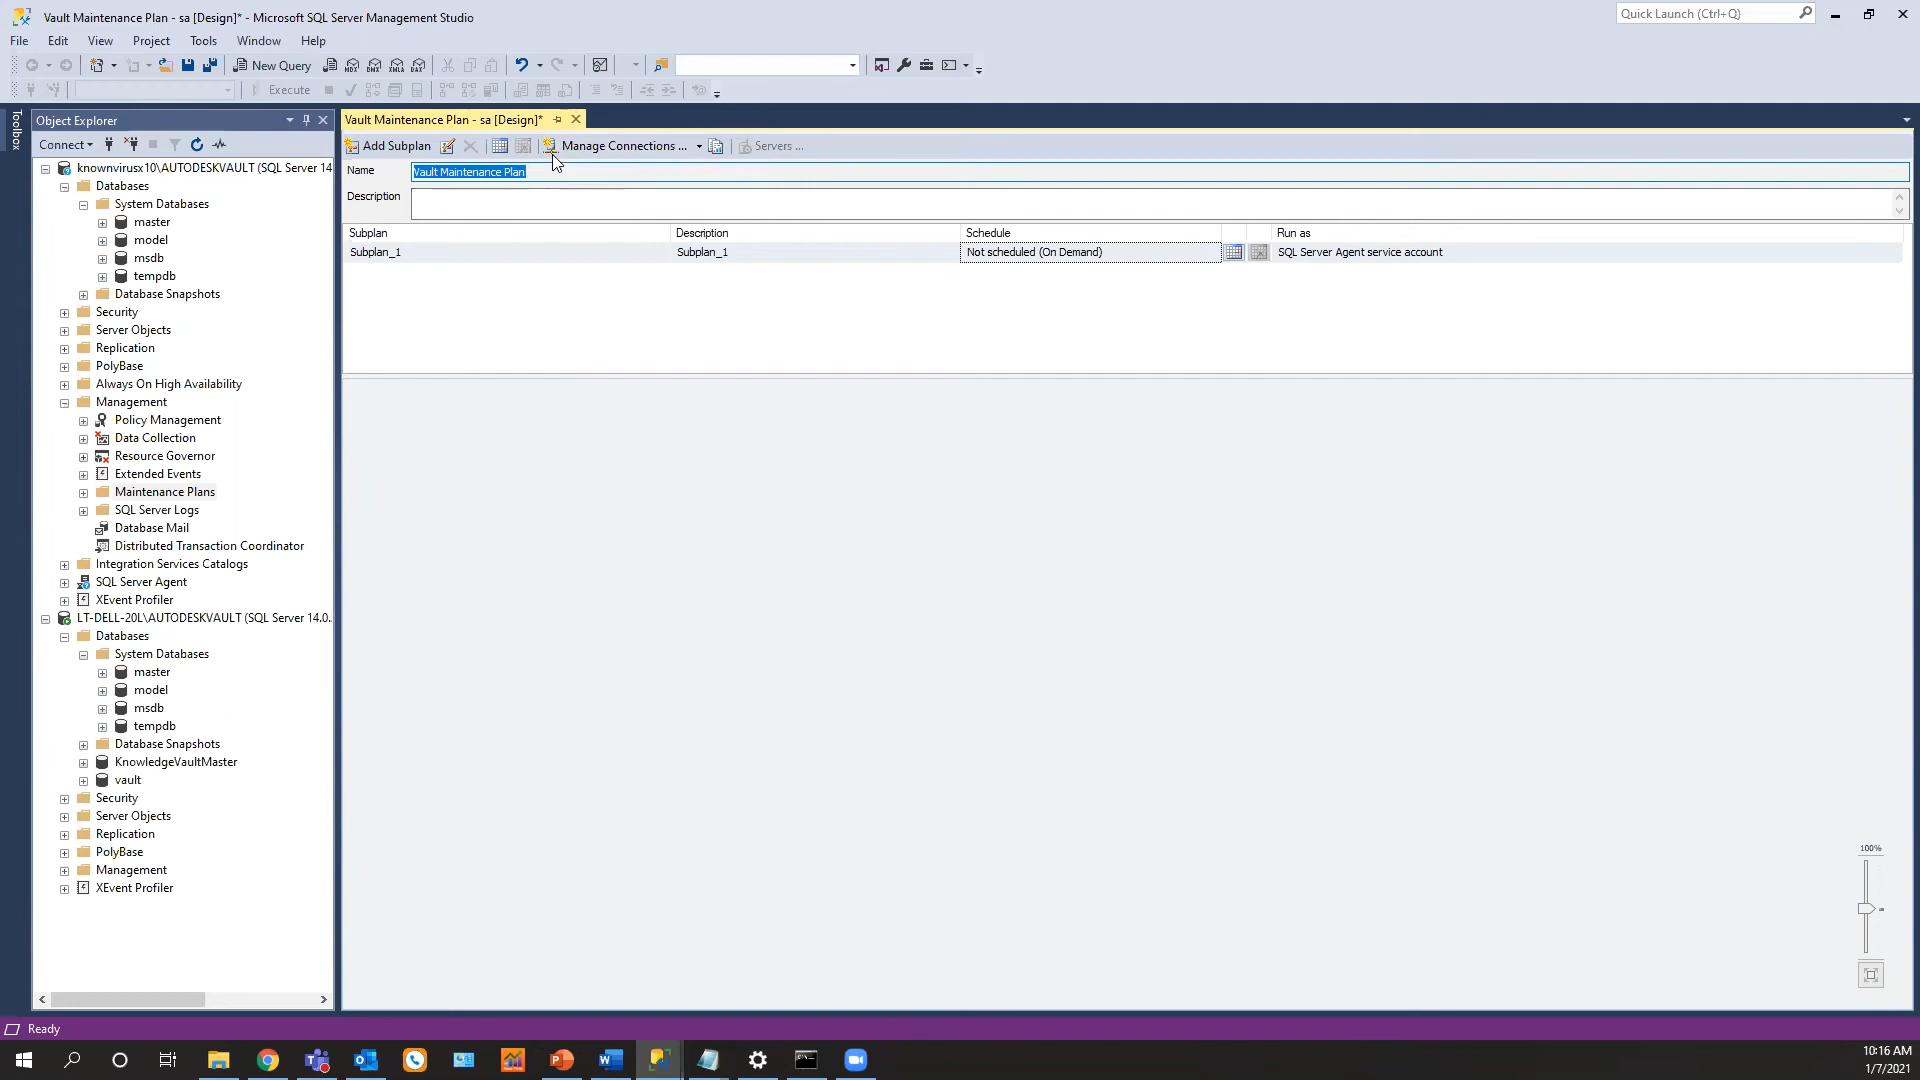 Vault Maintenance Plan - sa [Design]* - Microsoft SQL Server Management Studio
Quick Launch (Ctrl+Q)
File Edit View Project Tools Window Help
New Query
Execute
Toolbox
Object Explorer
Connect
knownvirusx10\AUTODESKVAULT (SQL Server 14
Databases
System Databases
master
model
msdb
tempdb
Database Snapshots
Security
Server Objects
Replication
PolyBase
Always On High Availability
Management
Policy Management
Data Collection
Resource Governor
Extended Events
Maintenance Plans
SQL Server Logs
Database Mail
Distributed Transaction Coordinator
Integration Services Catalogs
SQL Server Agent
XEvent Profiler
LT-DELL-20L\AUTODESKVAULT (SQL Server 14.0..
Databases
System Databases
master
model
msdb
tempdb
Database Snapshots
KnowledgeVaultMaster
vault
Security
Server Objects
Replication
PolyBase
Management
XEvent Profiler
Vault Maintenance Plan - sa [Design]*
Add Subplan Manage Connections ... Servers ...
Name Vault Maintenance Plan
Description
Subplan Description Schedule Run as
Subplan_1 Subplan_1 Not scheduled (On Demand) SQL Server Agent service account
100%
Ready
10:16 AM
1/7/2021